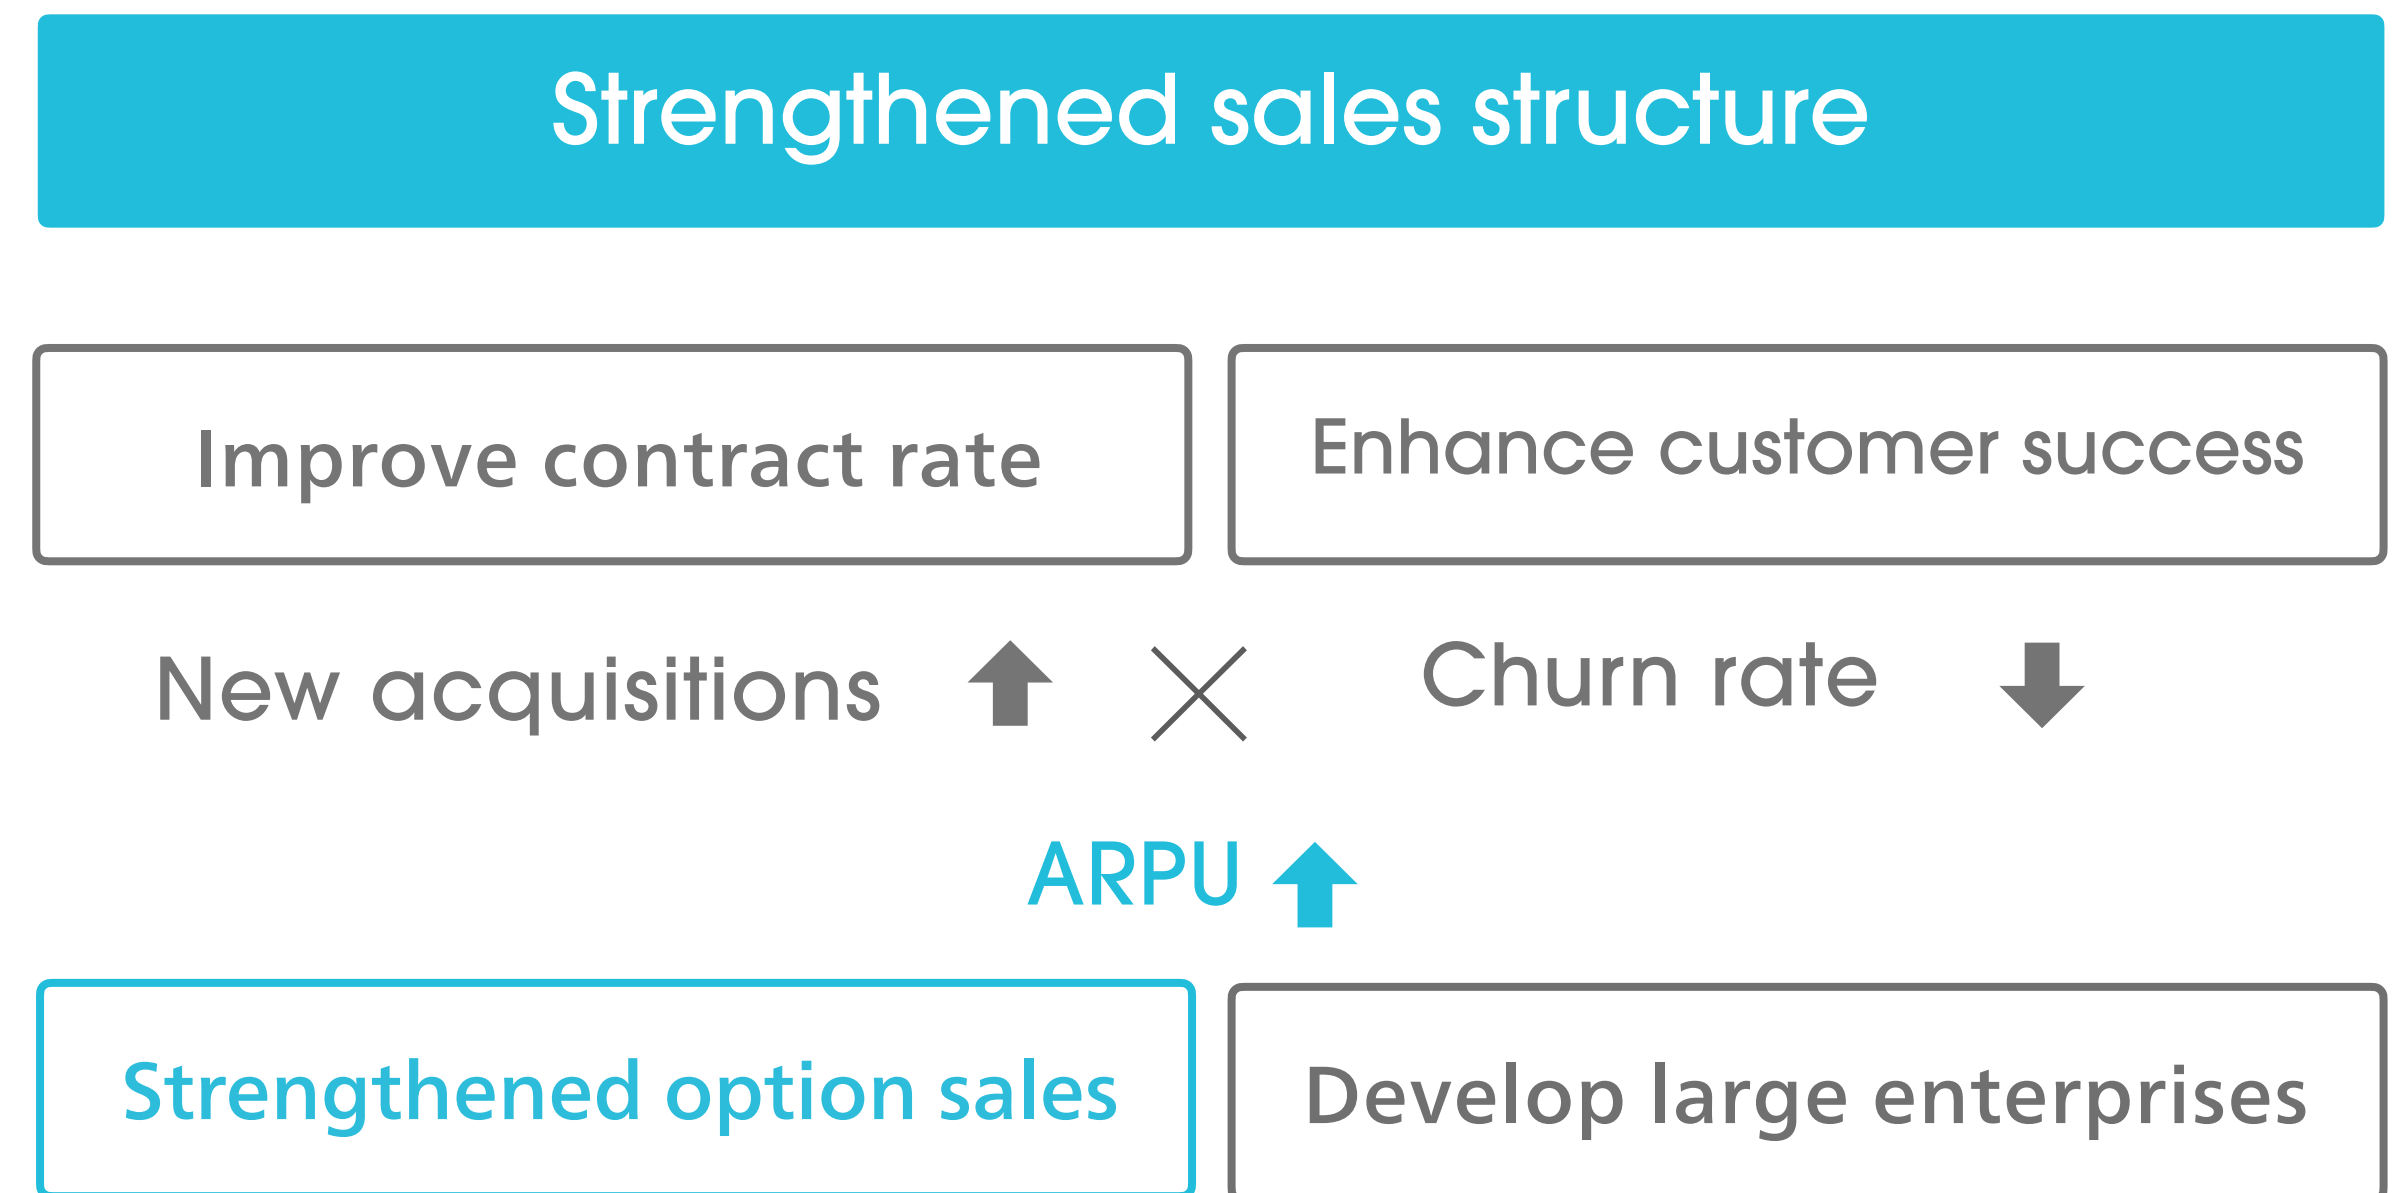 Strengthened sales structure
Improve contract rate
Enhance customer success
New acquisitions
Churn rate
ARPU
Strengthened option sales
Develop large enterprises